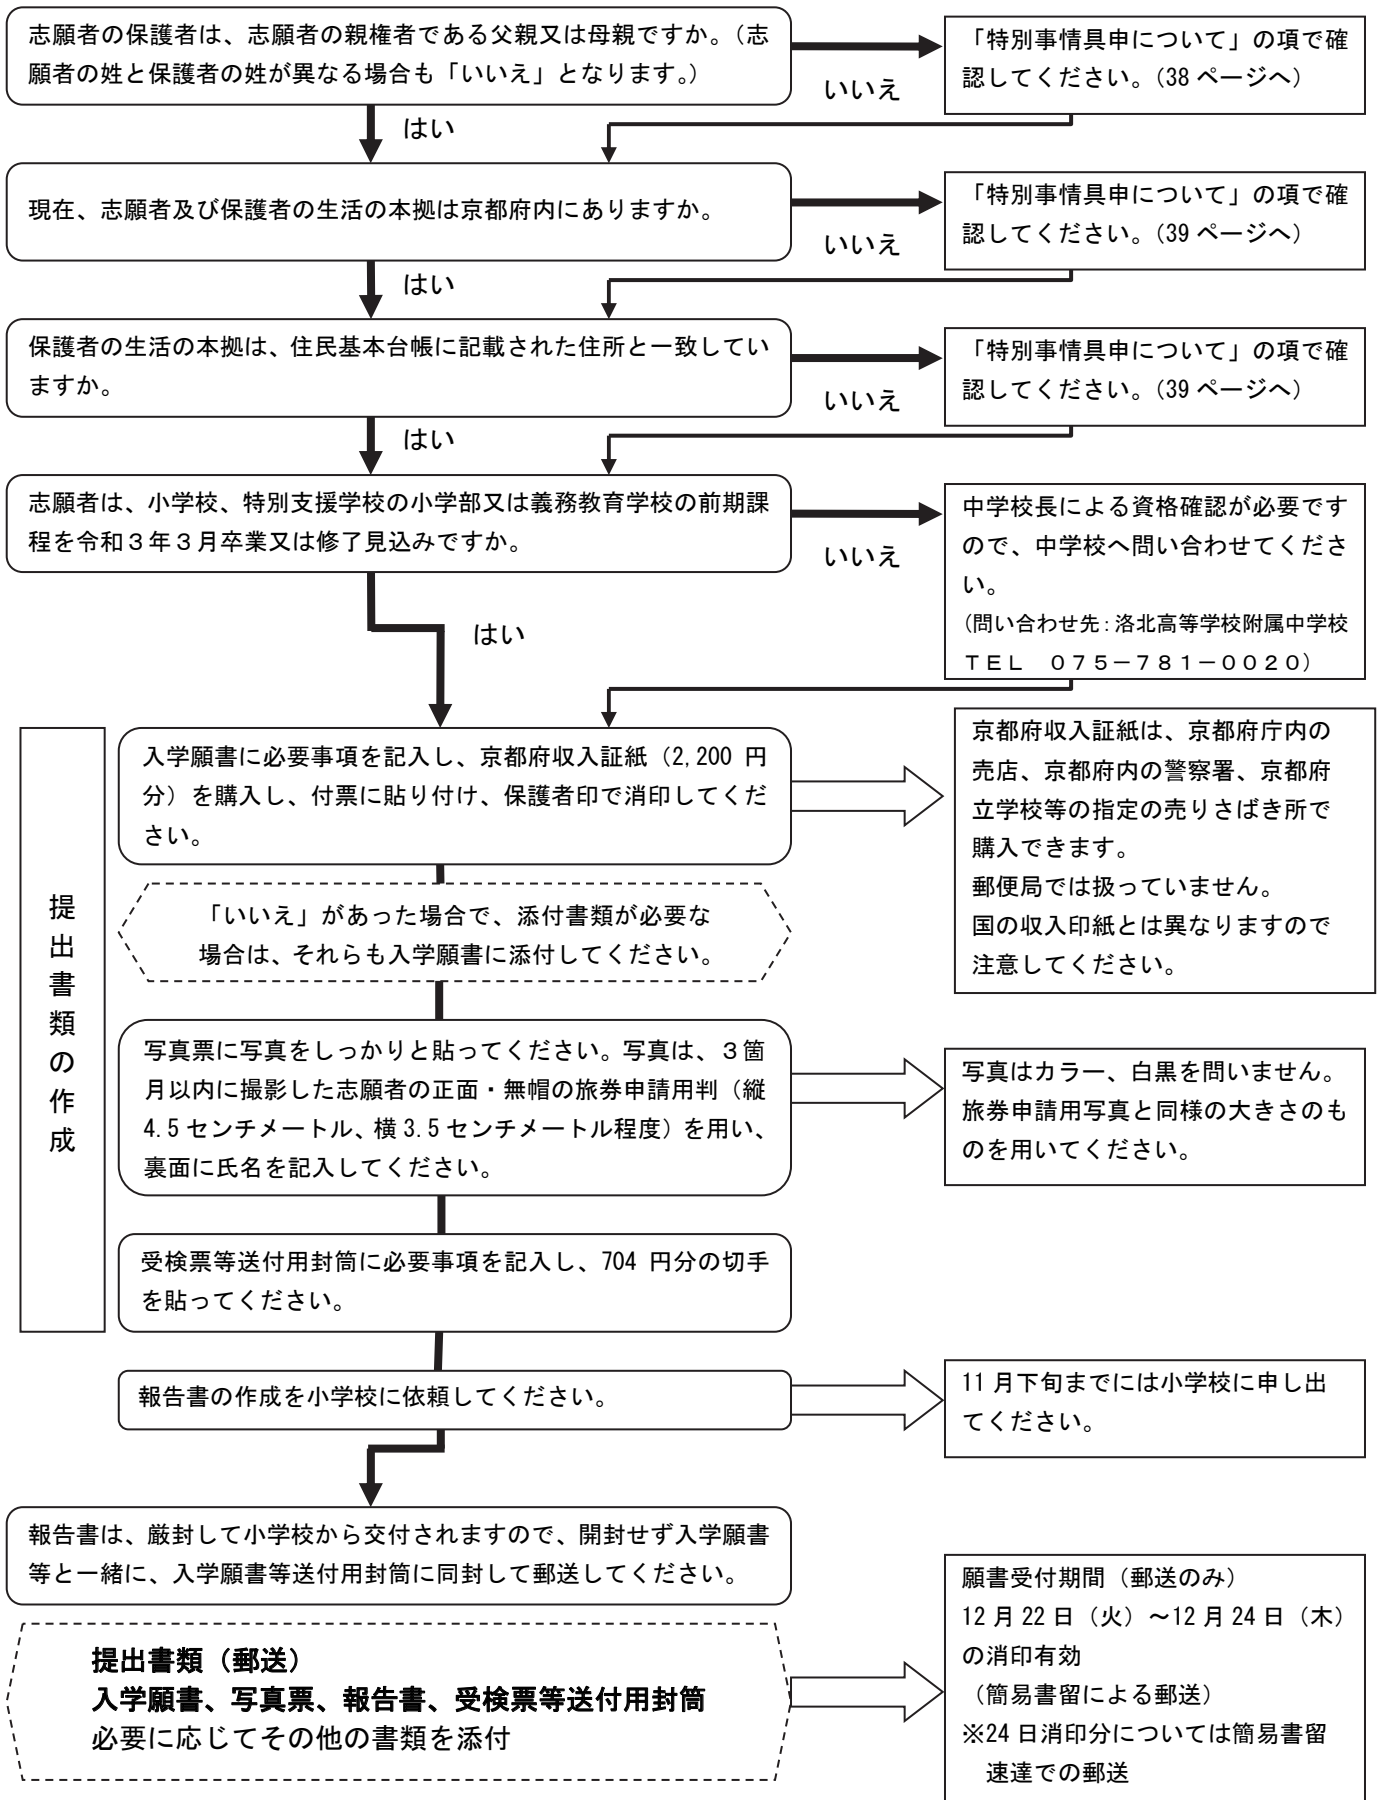 志願者の保護者は、志願者の親権者である父親又は母親ですか。（志
願者の姓と保護者の姓が異なる場合も「いいえ」となります。）
いいえ
「特別事情具申について」の項で確
認してください。（38 ページへ）
はい
現在、志願者及び保護者の生活の本拠は京都府内にありますか。
いいえ
「特別事情具申について」の項で確
認してください。（39 ページへ）
はい
保護者の生活の本拠は、住民基本台帳に記載された住所と一致してい
ますか。
いいえ
「特別事情具申について」の項で確
認してください。（39 ページへ）
はい
志願者は、小学校、特別支援学校の小学部又は義務教育学校の前期課
程を令和３年３月卒業又は修了見込みですか。
いいえ
中学校長による資格確認が必要です
ので、中学校へ問い合わせてくださ
い。
（問い合わせ先：洛北高等学校附属中学校
ＴＥＬ　０７５－７８１－００２０）
はい
提出書類の作成
入学願書に必要事項を記入し、京都府収入証紙（2,200 円
分）を購入し、付票に貼り付け、保護者印で消印してくだ
さい。
京都府収入証紙は、京都府庁内の
売店、京都府内の警察署、京都府
立学校等の指定の売りさばき所で
購入できます。
郵便局では扱っていません。
国の収入印紙とは異なりますので
注意してください。
「いいえ」があった場合で、添付書類が必要な
場合は、それらも入学願書に添付してください。
写真票に写真をしっかりと貼ってください。写真は、３箇
月以内に撮影した志願者の正面・無帽の旅券申請用判（縦
4.5 センチメートル、横 3.5 センチメートル程度）を用い、
裏面に氏名を記入してください。
写真はカラー、白黒を問いません。
旅券申請用写真と同様の大きさのも
のを用いてください。
受検票等送付用封筒に必要事項を記入し、704 円分の切手
を貼ってください。
報告書の作成を小学校に依頼してください。
11 月下旬までには小学校に申し出
てください。
報告書は、厳封して小学校から交付されますので、開封せず入学願書
等と一緒に、入学願書等送付用封筒に同封して郵送してください。
提出書類（郵送）
入学願書、写真票、報告書、受検票等送付用封筒
必要に応じてその他の書類を添付
願書受付期間（郵送のみ）
12 月 22 日（火）～12 月 24 日（木）
の消印有効
（簡易書留による郵送）
※24 日消印分については簡易書留
速達での郵送